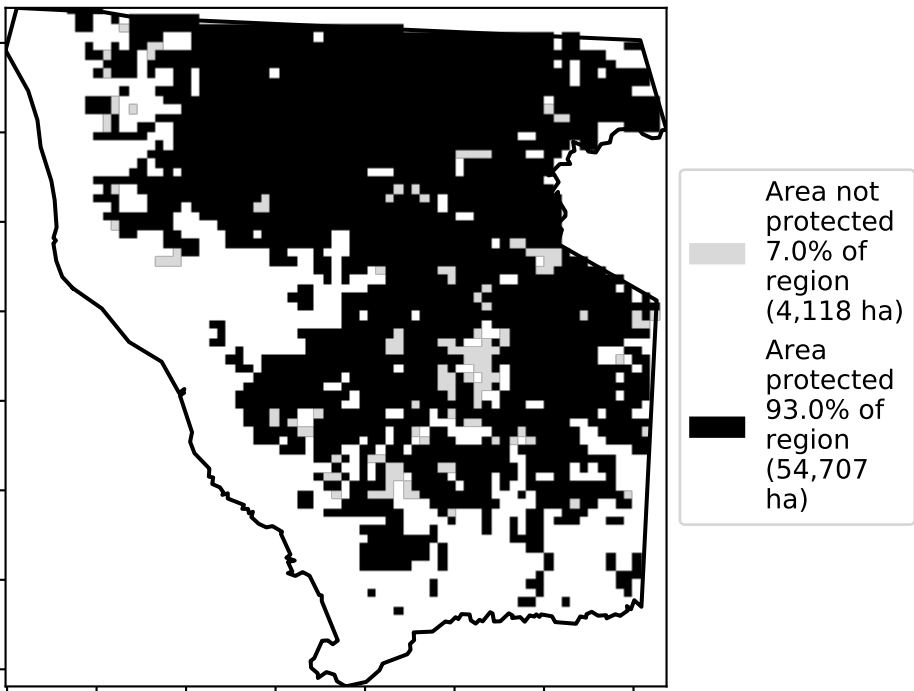 Area not
protected
7.0% of
region
(4,118 ha)
Area
protected
93.0% of
region
(54,707
ha)